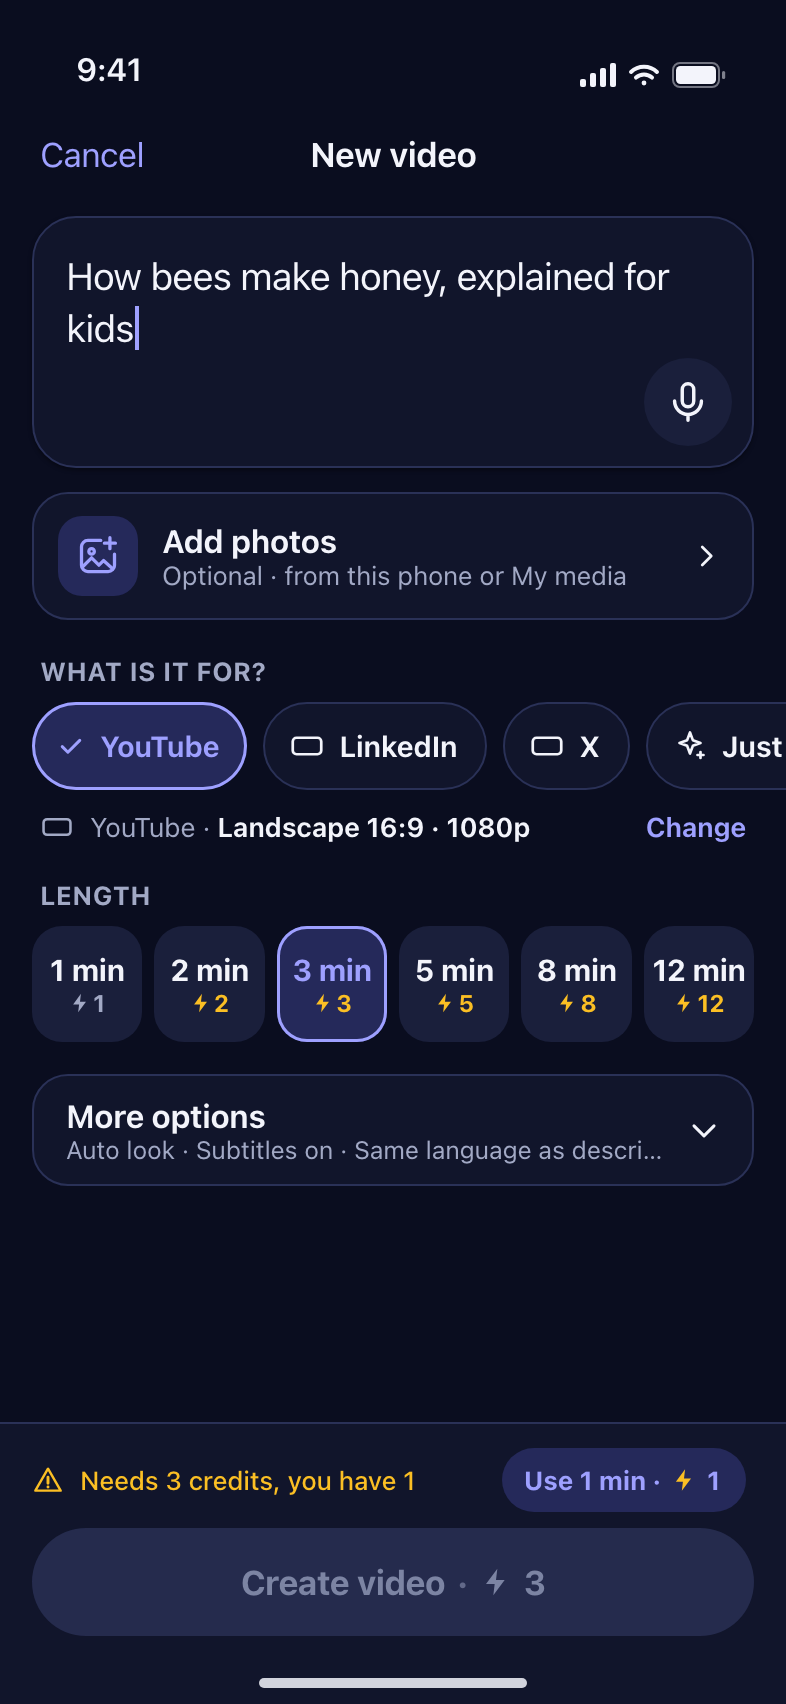 9:41
Cancel
New video
How bees make honey, explained for
kids
Add photos
Optional · from this phone or My media
WHAT IS IT FOR?
YouTube
LinkedIn
X
Just
YouTube · Landscape 16:9 · 1080p
Change
LENGTH
1 min
2 min
3 min
5 min
8 min
12 min
1
2
3
5
8
12
More options
Auto look · Subtitles on · Same language as descri...
Needs 3 credits, you have 1
Use 1 min · 1
Create video · 3